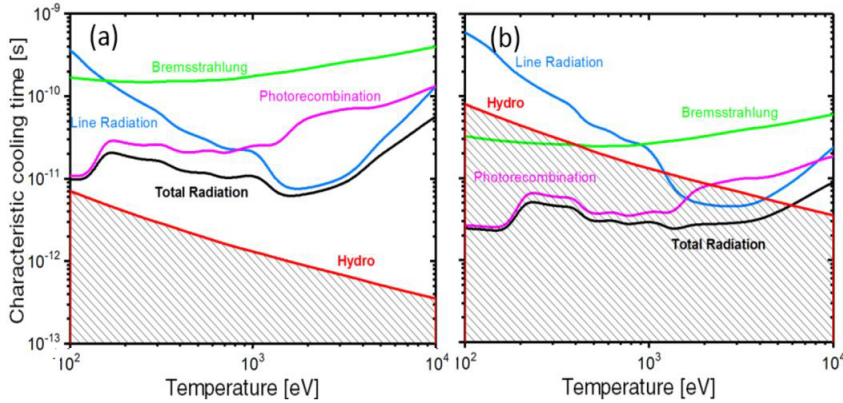 Characteristic cooling time [s]
10⁻⁹
10⁻¹⁰
10⁻¹¹
10⁻¹²
10⁻¹³
(a)
Bremsstrahlung
Photorecombination
Line Radiation
Total Radiation
Hydro
10²
10³
10⁴
Temperature [eV]
(b)
Line Radiation
Hydro
Bremsstrahlung
Photorecombination
Total Radiation
10²
10³
10⁴
Temperature [eV]